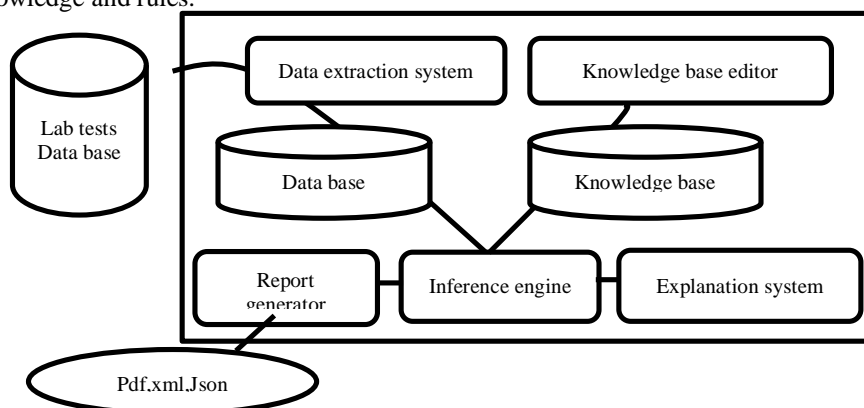 owledge and rules.
Data extraction system
Knowledge base editor
Lab tests
Data base
Data base
Knowledge base
Report
generator
Inference engine
Explanation system
Pdf,xml,Json